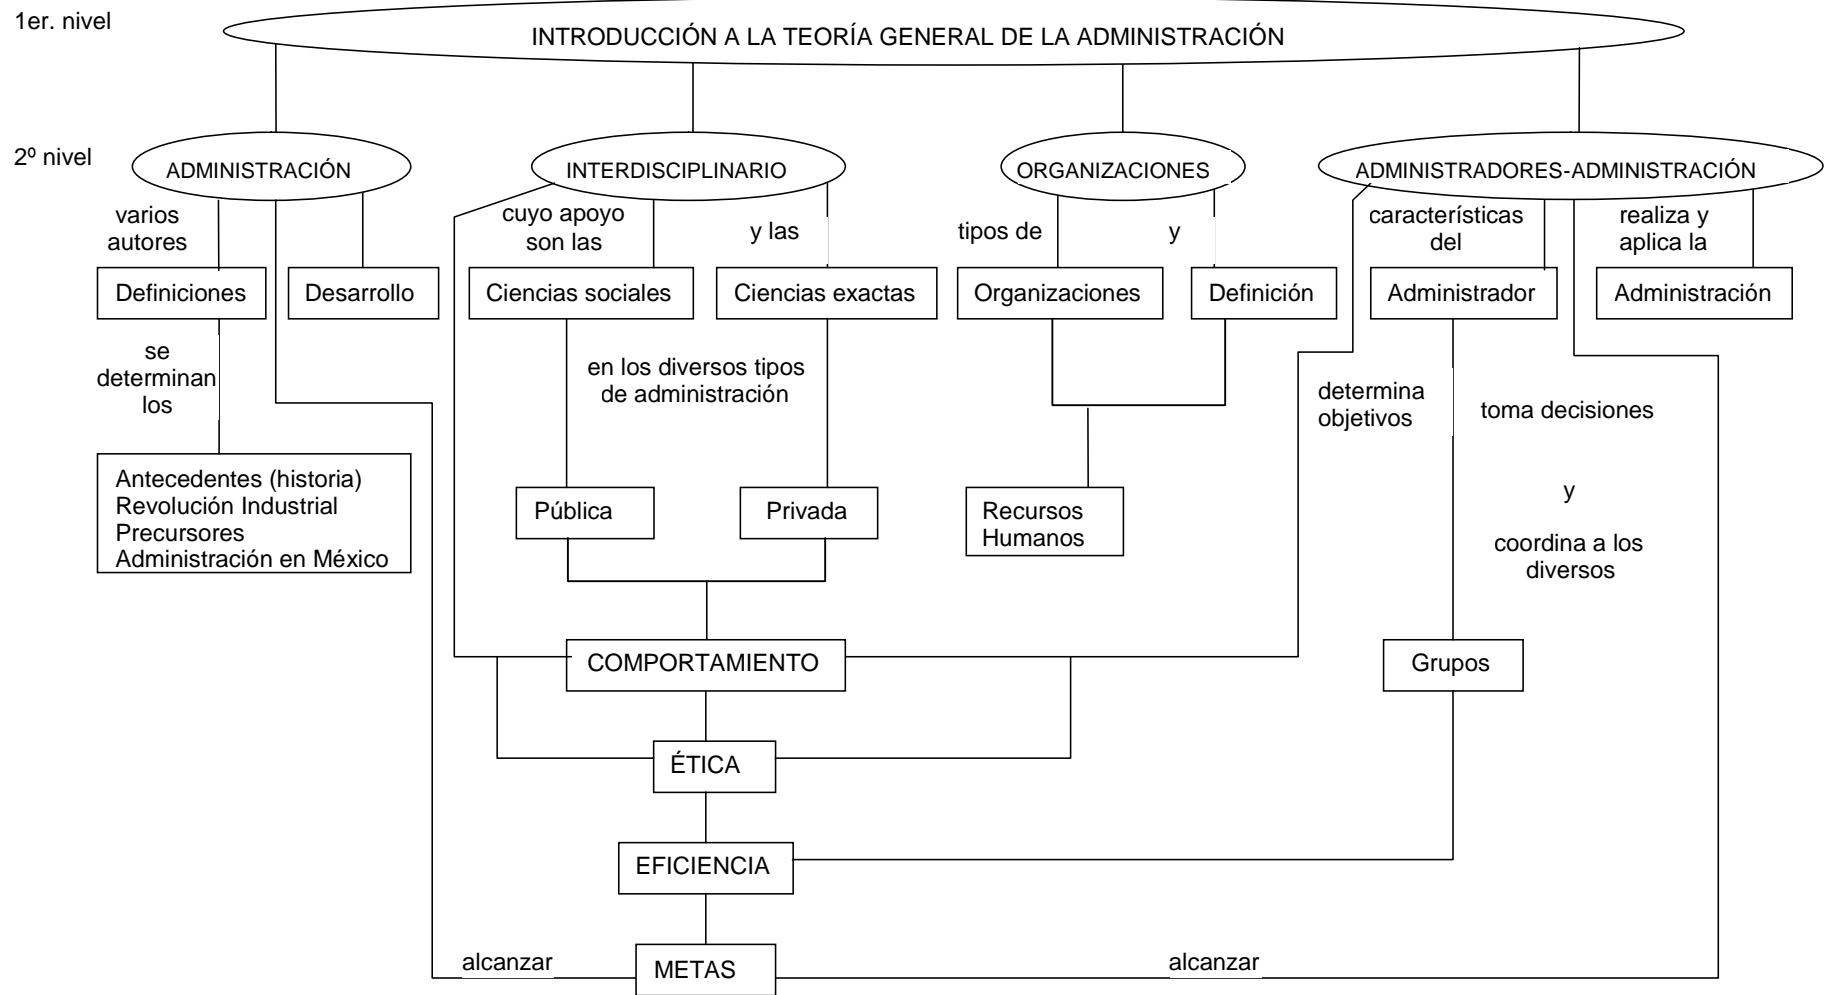 1er. nivel
INTRODUCCIÓN A LA TEORÍA GENERAL DE LA ADMINISTRACIÓN
2º nivel
ADMINISTRACIÓN
INTERDISCIPLINARIO
ORGANIZACIONES
ADMINISTRADORES-ADMINISTRACIÓN
varios
autores
cuyo apoyo
son las
y las
tipos de
y
características
del
realiza y
aplica la
Definiciones
Desarrollo
Ciencias sociales
Ciencias exactas
Organizaciones
Definición
Administrador
Administración
se
determinan
los
en los diversos tipos
de administración
determina
objetivos
toma decisiones
y
coordina a los
diversos
Antecedentes (historia)
Revolución Industrial
Precursores
Administración en México
Pública
Privada
Recursos
Humanos
COMPORTAMIENTO
Grupos
ÉTICA
EFICIENCIA
alcanzar
METAS
alcanzar